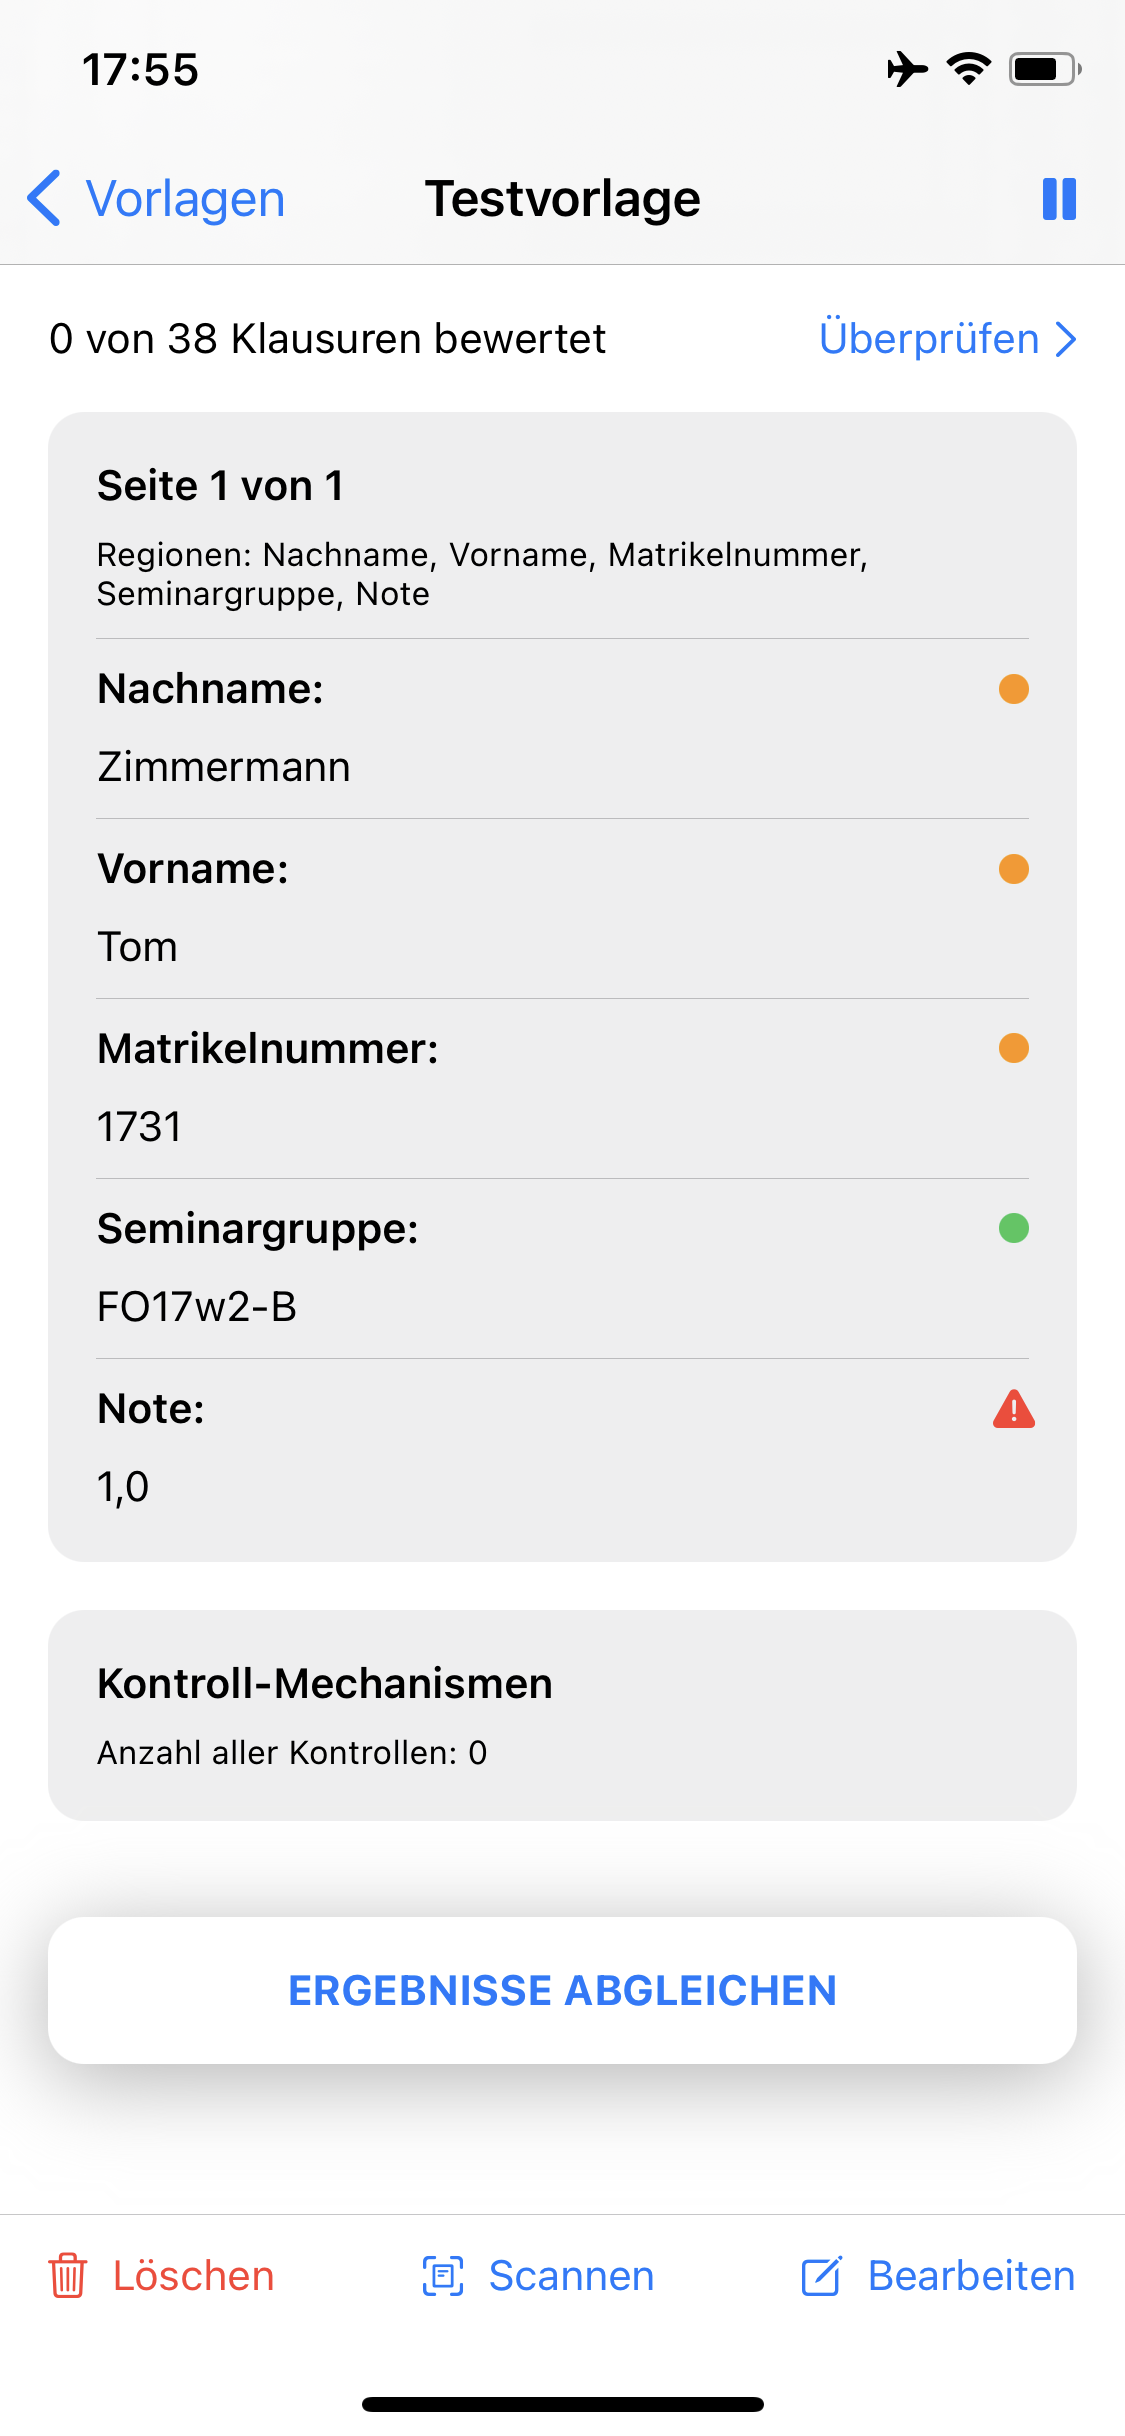 17:55
Vorlagen
Testvorlage
0 von 38 Klausuren bewertet
Überprüfen
Seite 1 von 1
Regionen: Nachname, Vorname, Matrikelnummer,
Seminargruppe, Note
Nachname:
Zimmermann
Vorname:
Tom
Matrikelnummer:
1731
Seminargruppe:
FO17w2-B
Note:
1,0
Kontroll-Mechanismen
Anzahl aller Kontrollen: 0
ERGEBNISSE ABGLEICHEN
Löschen
Scannen
Bearbeiten